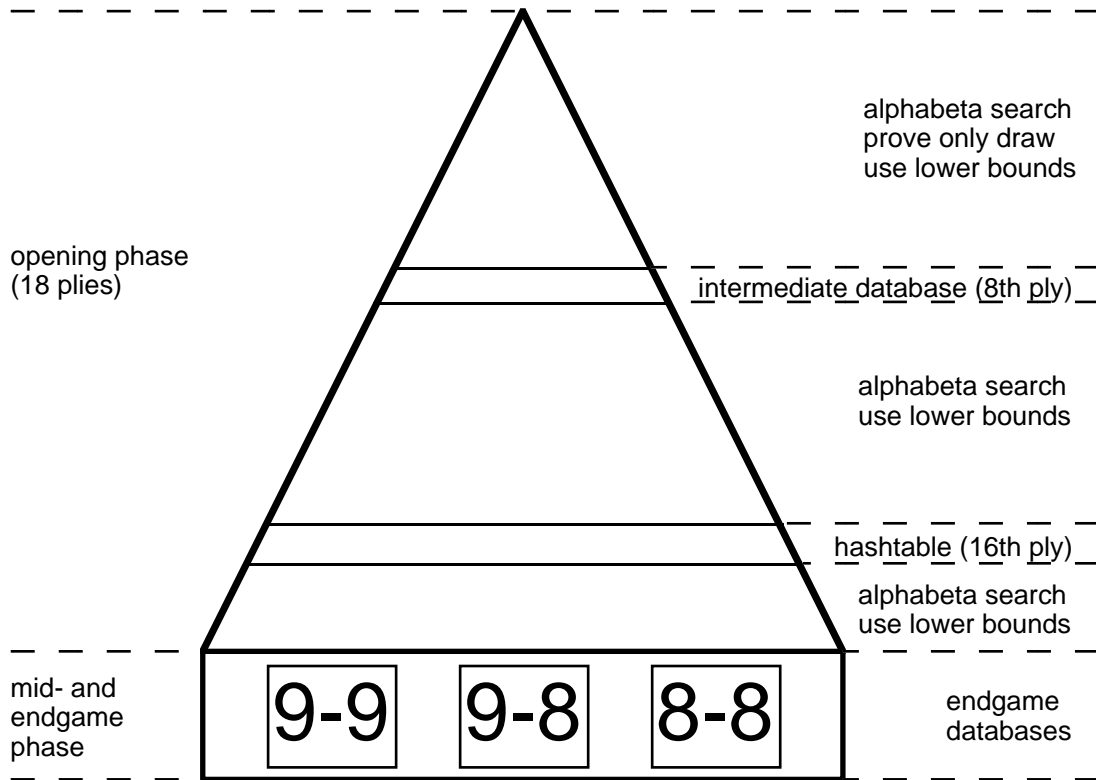 alphabeta search
prove only draw
use lower bounds
opening phase
(18 plies)
intermediate database (8th ply)
alphabeta search
use lower bounds
hashtable (16th ply)
alphabeta search
use lower bounds
mid- and
endgame
phase
9-9 9-8 8-8
endgame
databases